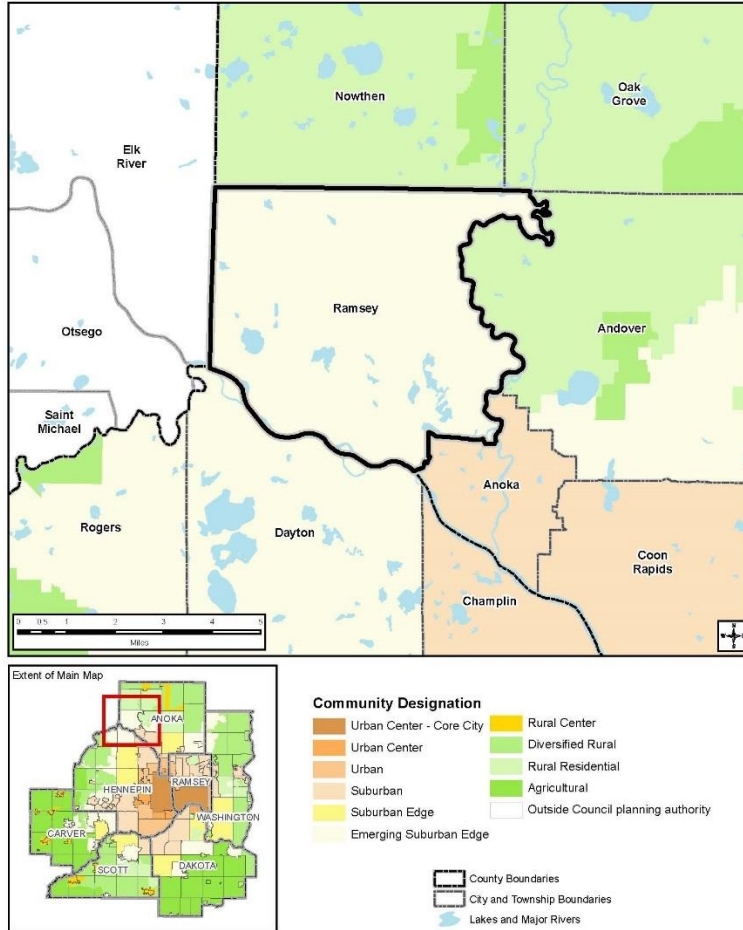 Nowthen
Oak
Grove
Elk
River
Ramsey
Otsego
Andover
Saint
Michael
Anoka
Rogers
Dayton
Coon
Rapids
Champlin
0 0.5 1 2 3 4 5
Miles
N
W E
S
Extent of Main Map
ANOKA
HENNEPIN
RAMSEY
WASHINGTON
CARVER
SCOTT
DAKOTA
Community Designation
Urban Center - Core City
Urban Center
Urban
Suburban
Suburban Edge
Emerging Suburban Edge
Rural Center
Diversified Rural
Rural Residential
Agricultural
Outside Council planning authority
County Boundaries
City and Township Boundaries
Lakes and Major Rivers